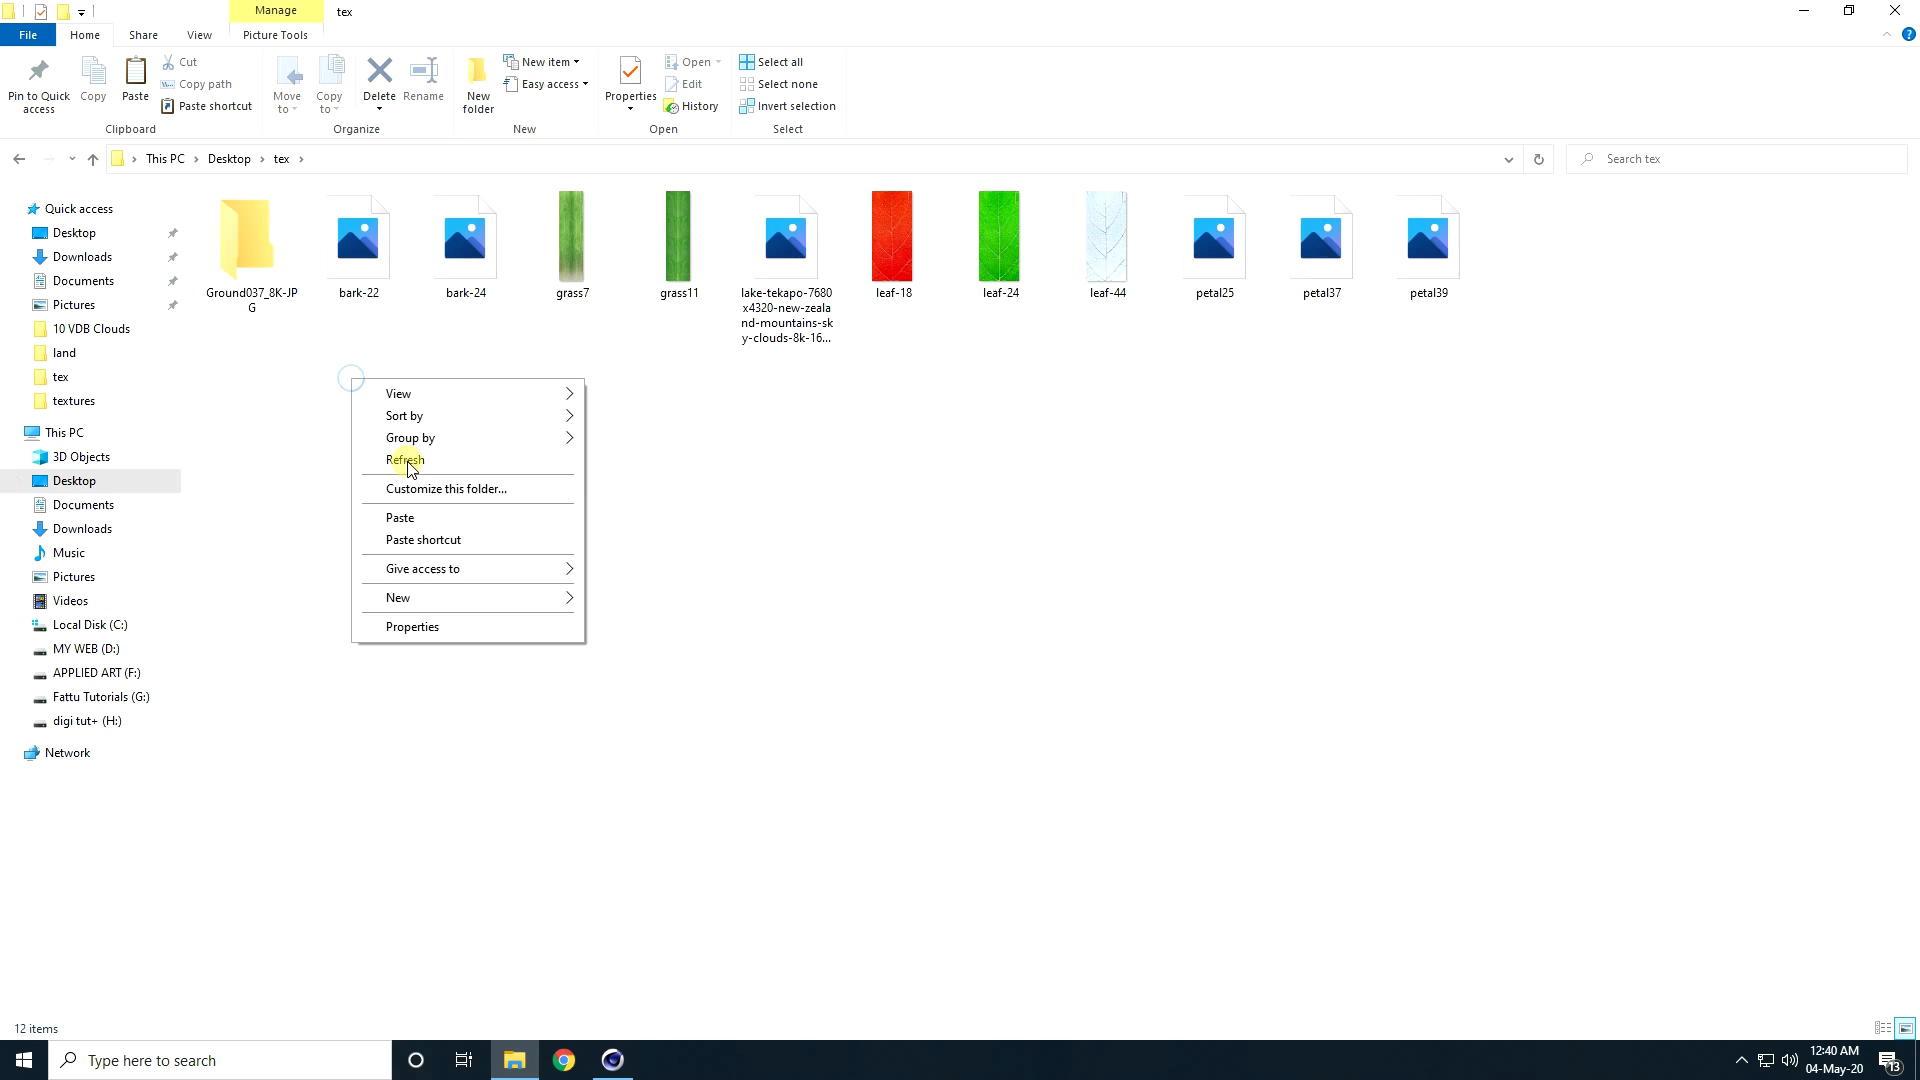 Manage
tex
File
Home
Share
View
Picture Tools
Pin to Quick
access
Copy
Paste
Cut
Copy path
Paste shortcut
Clipboard
Move
to
Copy
to
Delete
Rename
Organize
New
folder
New item
Easy access
New
Properties
Open
Edit
History
Open
Select all
Select none
Invert selection
Select
This PC
Desktop
tex
Search tex
Quick access
Desktop
Downloads
Documents
Pictures
10 VDB Clouds
land
tex
textures
This PC
3D Objects
Desktop
Documents
Downloads
Music
Pictures
Videos
Local Disk (C:)
MY WEB (D:)
APPLIED ART (F:)
Fattu Tutorials (G:)
digi tut+ (H:)
Network
Ground037_8K-JP
G
bark-22
bark-24
grass7
grass11
lake-tekapo-7680
x4320-new-zeala
nd-mountains-sk
y-clouds-8k-16...
leaf-18
leaf-24
leaf-44
petal25
petal37
petal39
View
Sort by
Group by
Refresh
Customize this folder...
Paste
Paste shortcut
Give access to
New
Properties
12 items
Type here to search
12:40 AM
04-May-20
13